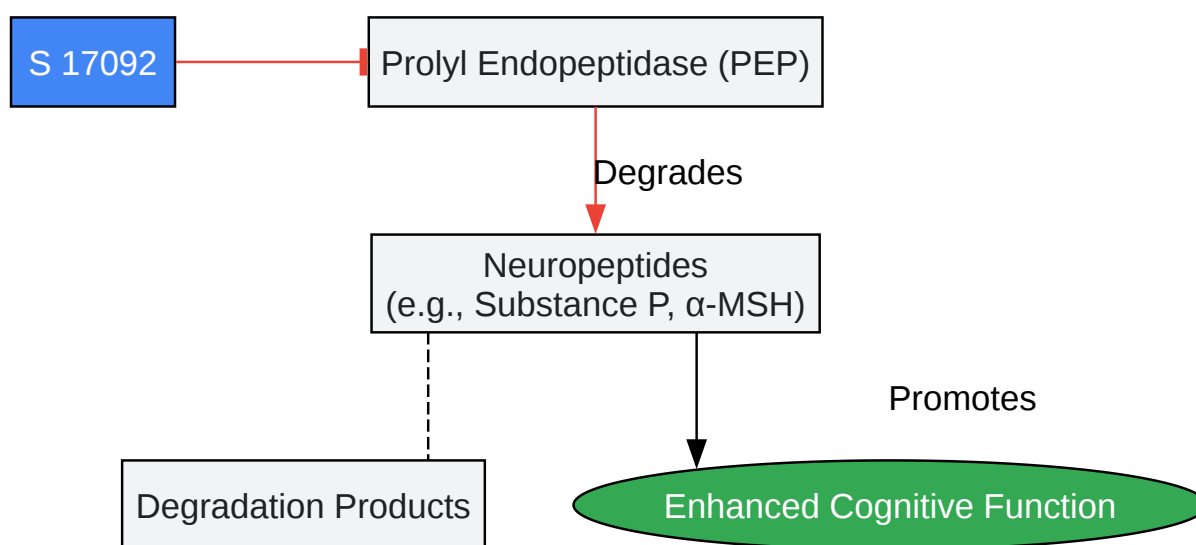 S 17092
Prolyl Endopeptidase (PEP)
Degrades
Neuropeptides
(e.g., Substance P, α-MSH)
Promotes
Degradation Products
Enhanced Cognitive Function